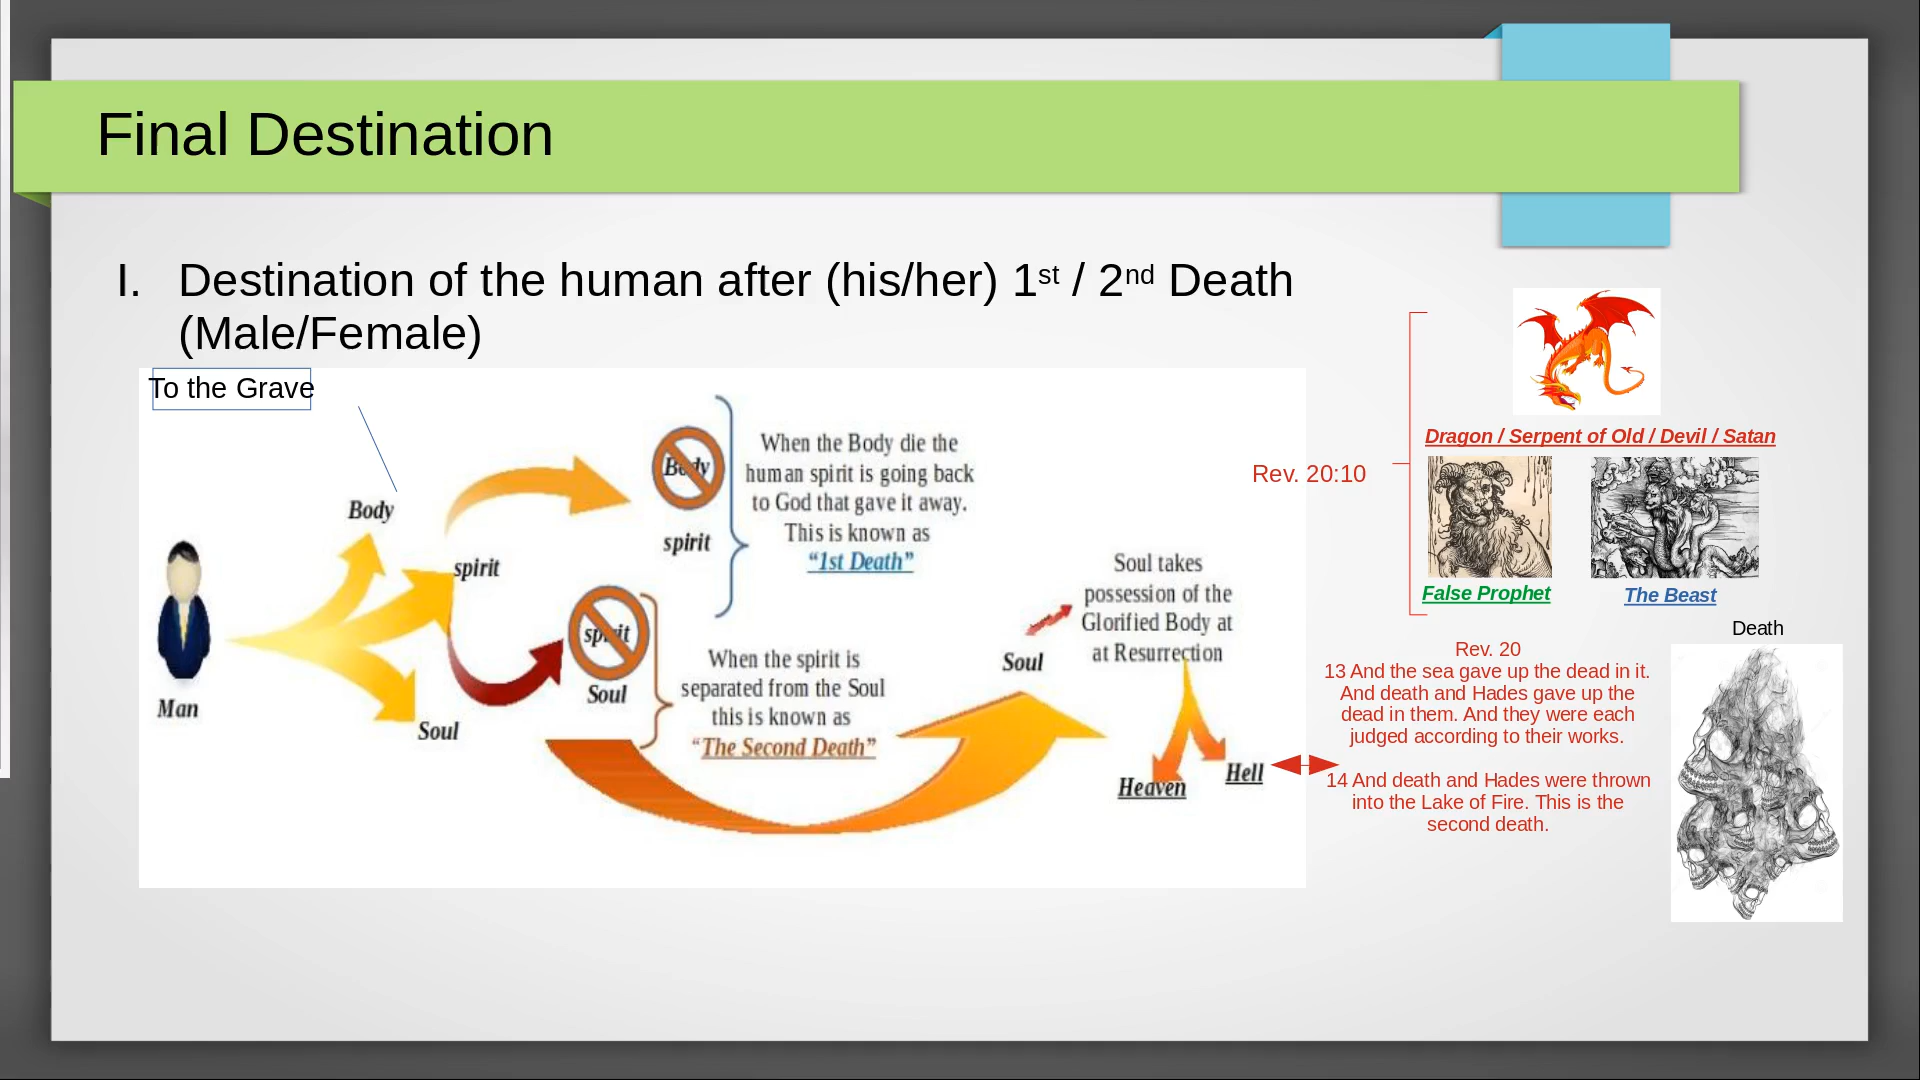 Final Destination
I. Destination of the human after (his/her) 1st / 2nd Death
(Male/Female)
To the Grave
Body
spirit
Soul
Man
Body
spirit
When the Body die the
human spirit is going back
to God that gave it away.
This is known as
“1st Death”
spirit
Soul
When the spirit is
separated from the Soul
this is known as
“The Second Death”
Soul
Soul takes
possession of the
Glorified Body at
at Resurrection
Heaven
Hell
Rev. 20:10
Dragon / Serpent of Old / Devil / Satan
False Prophet
The Beast
Rev. 20
13 And the sea gave up the dead in it.
And death and Hades gave up the
dead in them. And they were each
judged according to their works.
14 And death and Hades were thrown
into the Lake of Fire. This is the
second death.
Death